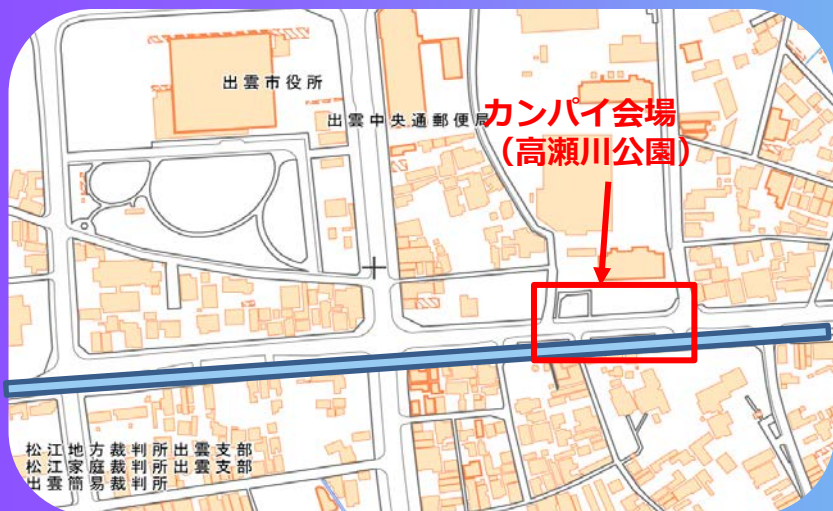 出雲市役所
出雲中央通郵便局
カンパイ会場
(高瀬川公園)
松江地方裁判所出雲支部
松江家庭裁判所出雲支部
出雲簡易裁判所